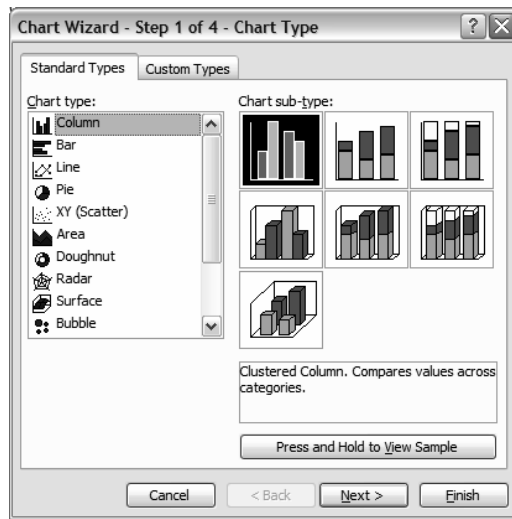 Chart Wizard - Step 1 of 4 - Chart Type
Standard Types
Custom Types
Chart type:
Column
Bar
Line
Pie
XY (Scatter)
Area
Doughnut
Radar
Surface
Bubble
Chart sub-type:
Clustered Column. Compares values across
categories.
Press and Hold to View Sample
Cancel
< Back
Next >
Finish